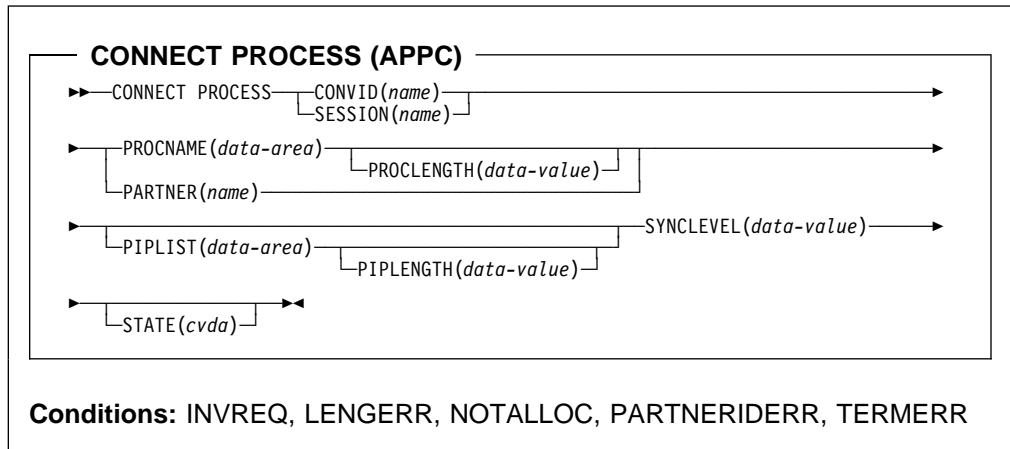 CONNECT PROCESS (APPC)
CONNECT PROCESS CONVID(name)
SESSION(name)
PROCNAME(data-area)
PROCLENGTH(data-value)
PARTNER(name)
SYNCLEVEL(data-value)
PIPLIST(data-area)
PIPLENGTH(data-value)
STATE(cvda)
Conditions: INVREQ, LENGERR, NOTALLOC, PARTNERIDERR, TERMERR